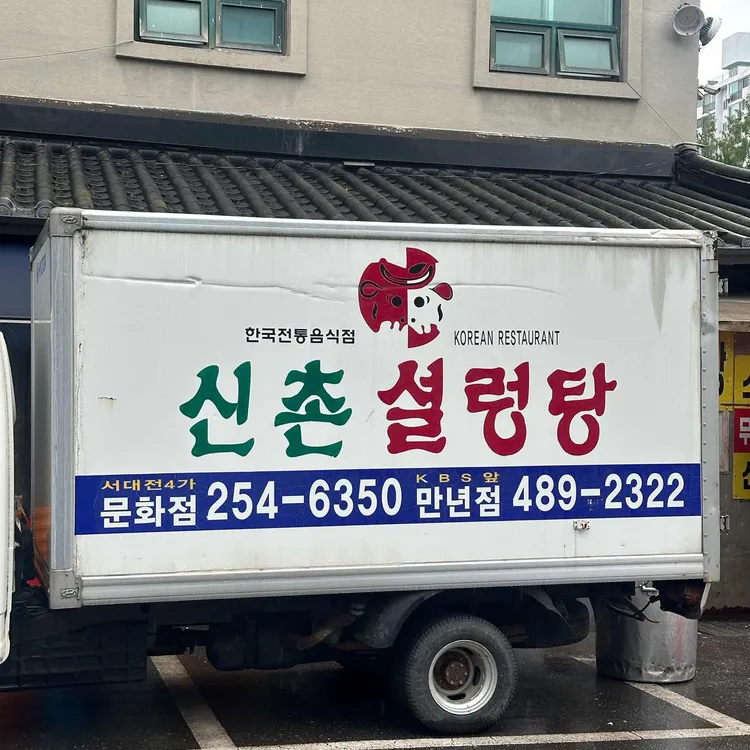 한국전통음식점
KOREAN RESTAURANT
신촌 설렁탕
서대전4가
문화점 254-6350
KBS앞
만년점 489-2322